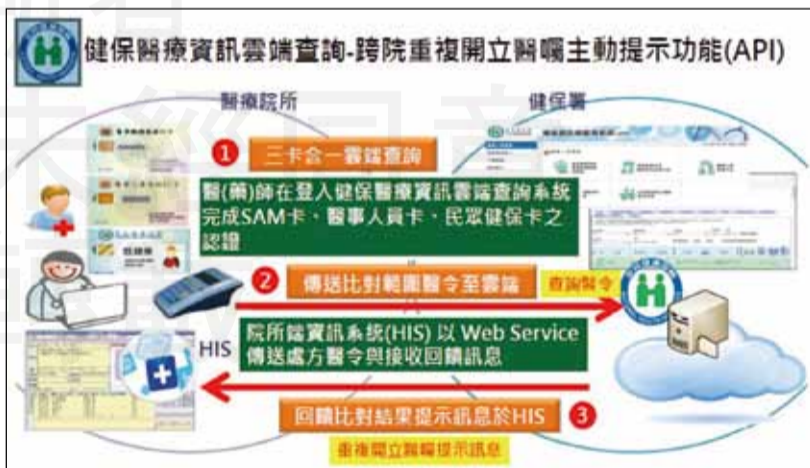 健保醫療資訊雲端查詢-跨院重複開立醫囑主動提示功能(API)
醫療院所
健保署
1 三卡合一雲端查詢
醫(藥)師在登入健保醫療資訊雲端查詢系統
完成SAM卡、醫事人員卡、民眾健保卡之
認證
2 傳送比對範圍醫令至雲端
查詢醫令
HIS
院所端資訊系統(HIS) 以 Web Service
傳送處方醫令與接收回饋訊息
回饋比對結果提示訊息於HIS 3
重複開立醫囑提示訊息